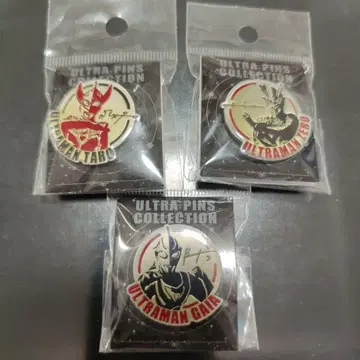 ULTRA PINS
COLLECTION
ULTRAMAN TARO
ULTRA PINS
COLLECTION
ULTRAMAN ZERO
ULTRA PINS
COLLECTION
ULTRAMAN GAIA